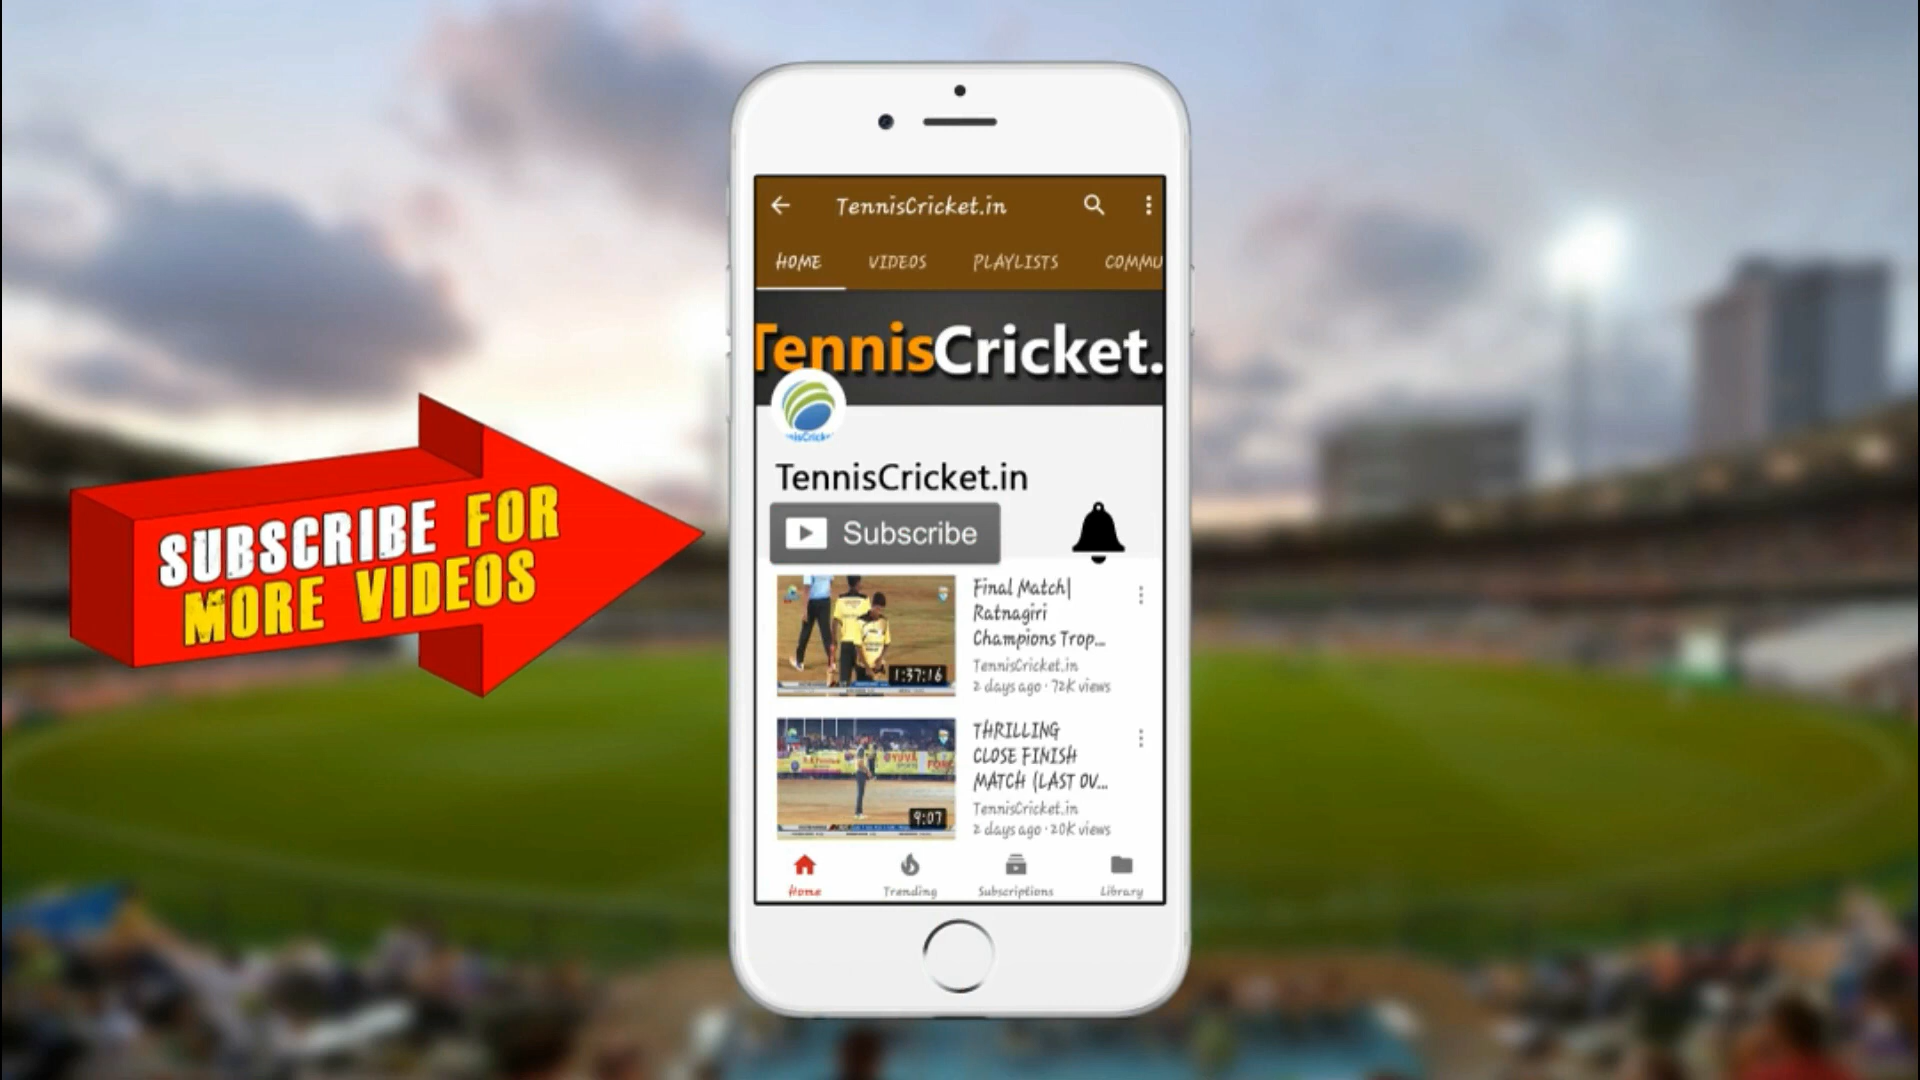 SUBSCRIBE FOR
MORE VIDEOS
TennisCricket.in
HOME VIDEOS PLAYLISTS COMMU
TennisCricket.
TennisCricket.in
Subscribe
Final Match|
Ratnagiri
Champions Trop...
TennisCricket.in
2 days ago · 72K views
1:37:16
THRILLING
CLOSE FINISH
MATCH (LAST OV...
TennisCricket.in
2 days ago · 20K views
YUVA
9:07
Home Trending Subscriptions Library